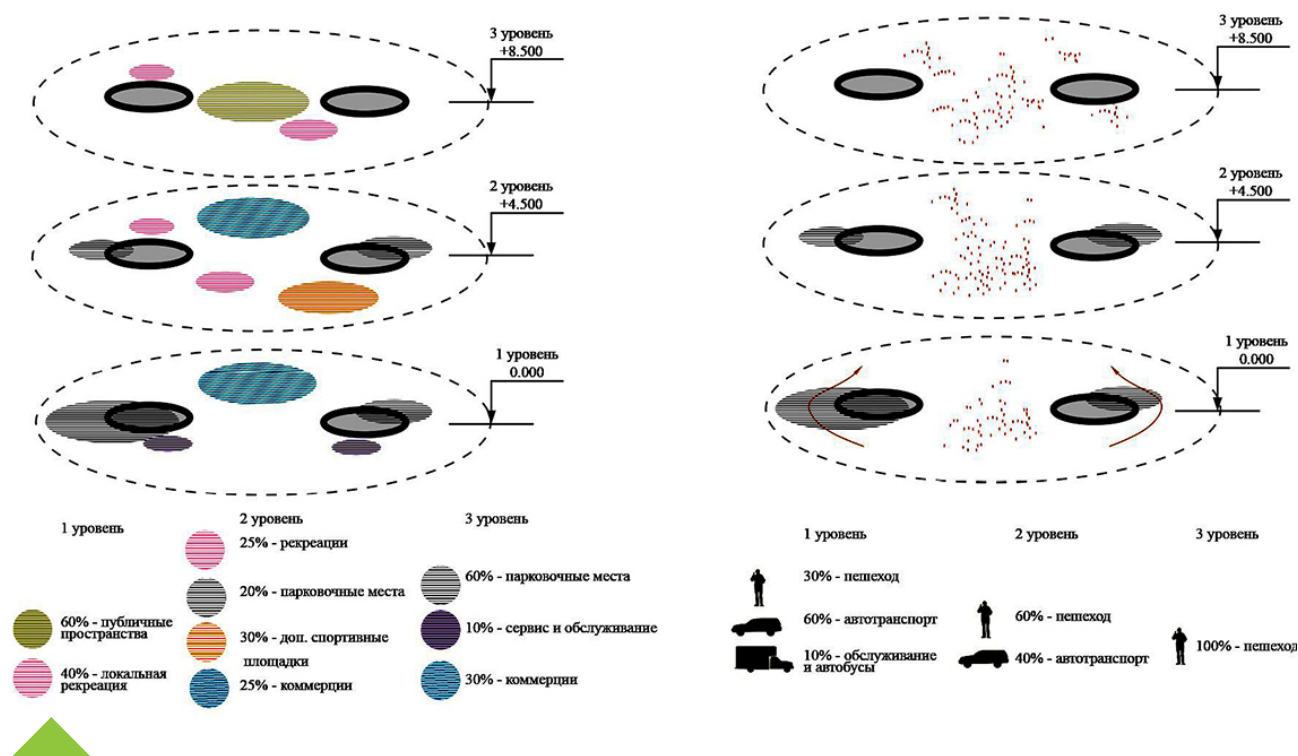 3 уровень
+8.500
2 уровень
+4.500
1 уровень
0.000
1 уровень
60% - публичные
пространства
40% - локальная
рекреация
2 уровень
25% - рекреации
20% - парковочные места
30% - доп. спортивные
площадки
25% - коммерции
3 уровень
60% - парковочные места
10% - сервис и обслуживание
30% - коммерции
3 уровень
+8.500
2 уровень
+4.500
1 уровень
0.000
1 уровень
30% - пешеход
60% - автотранспорт
10% - обслуживание
и автобусы
2 уровень
60% - пешеход
40% - автотранспорт
3 уровень
100% - пешеход